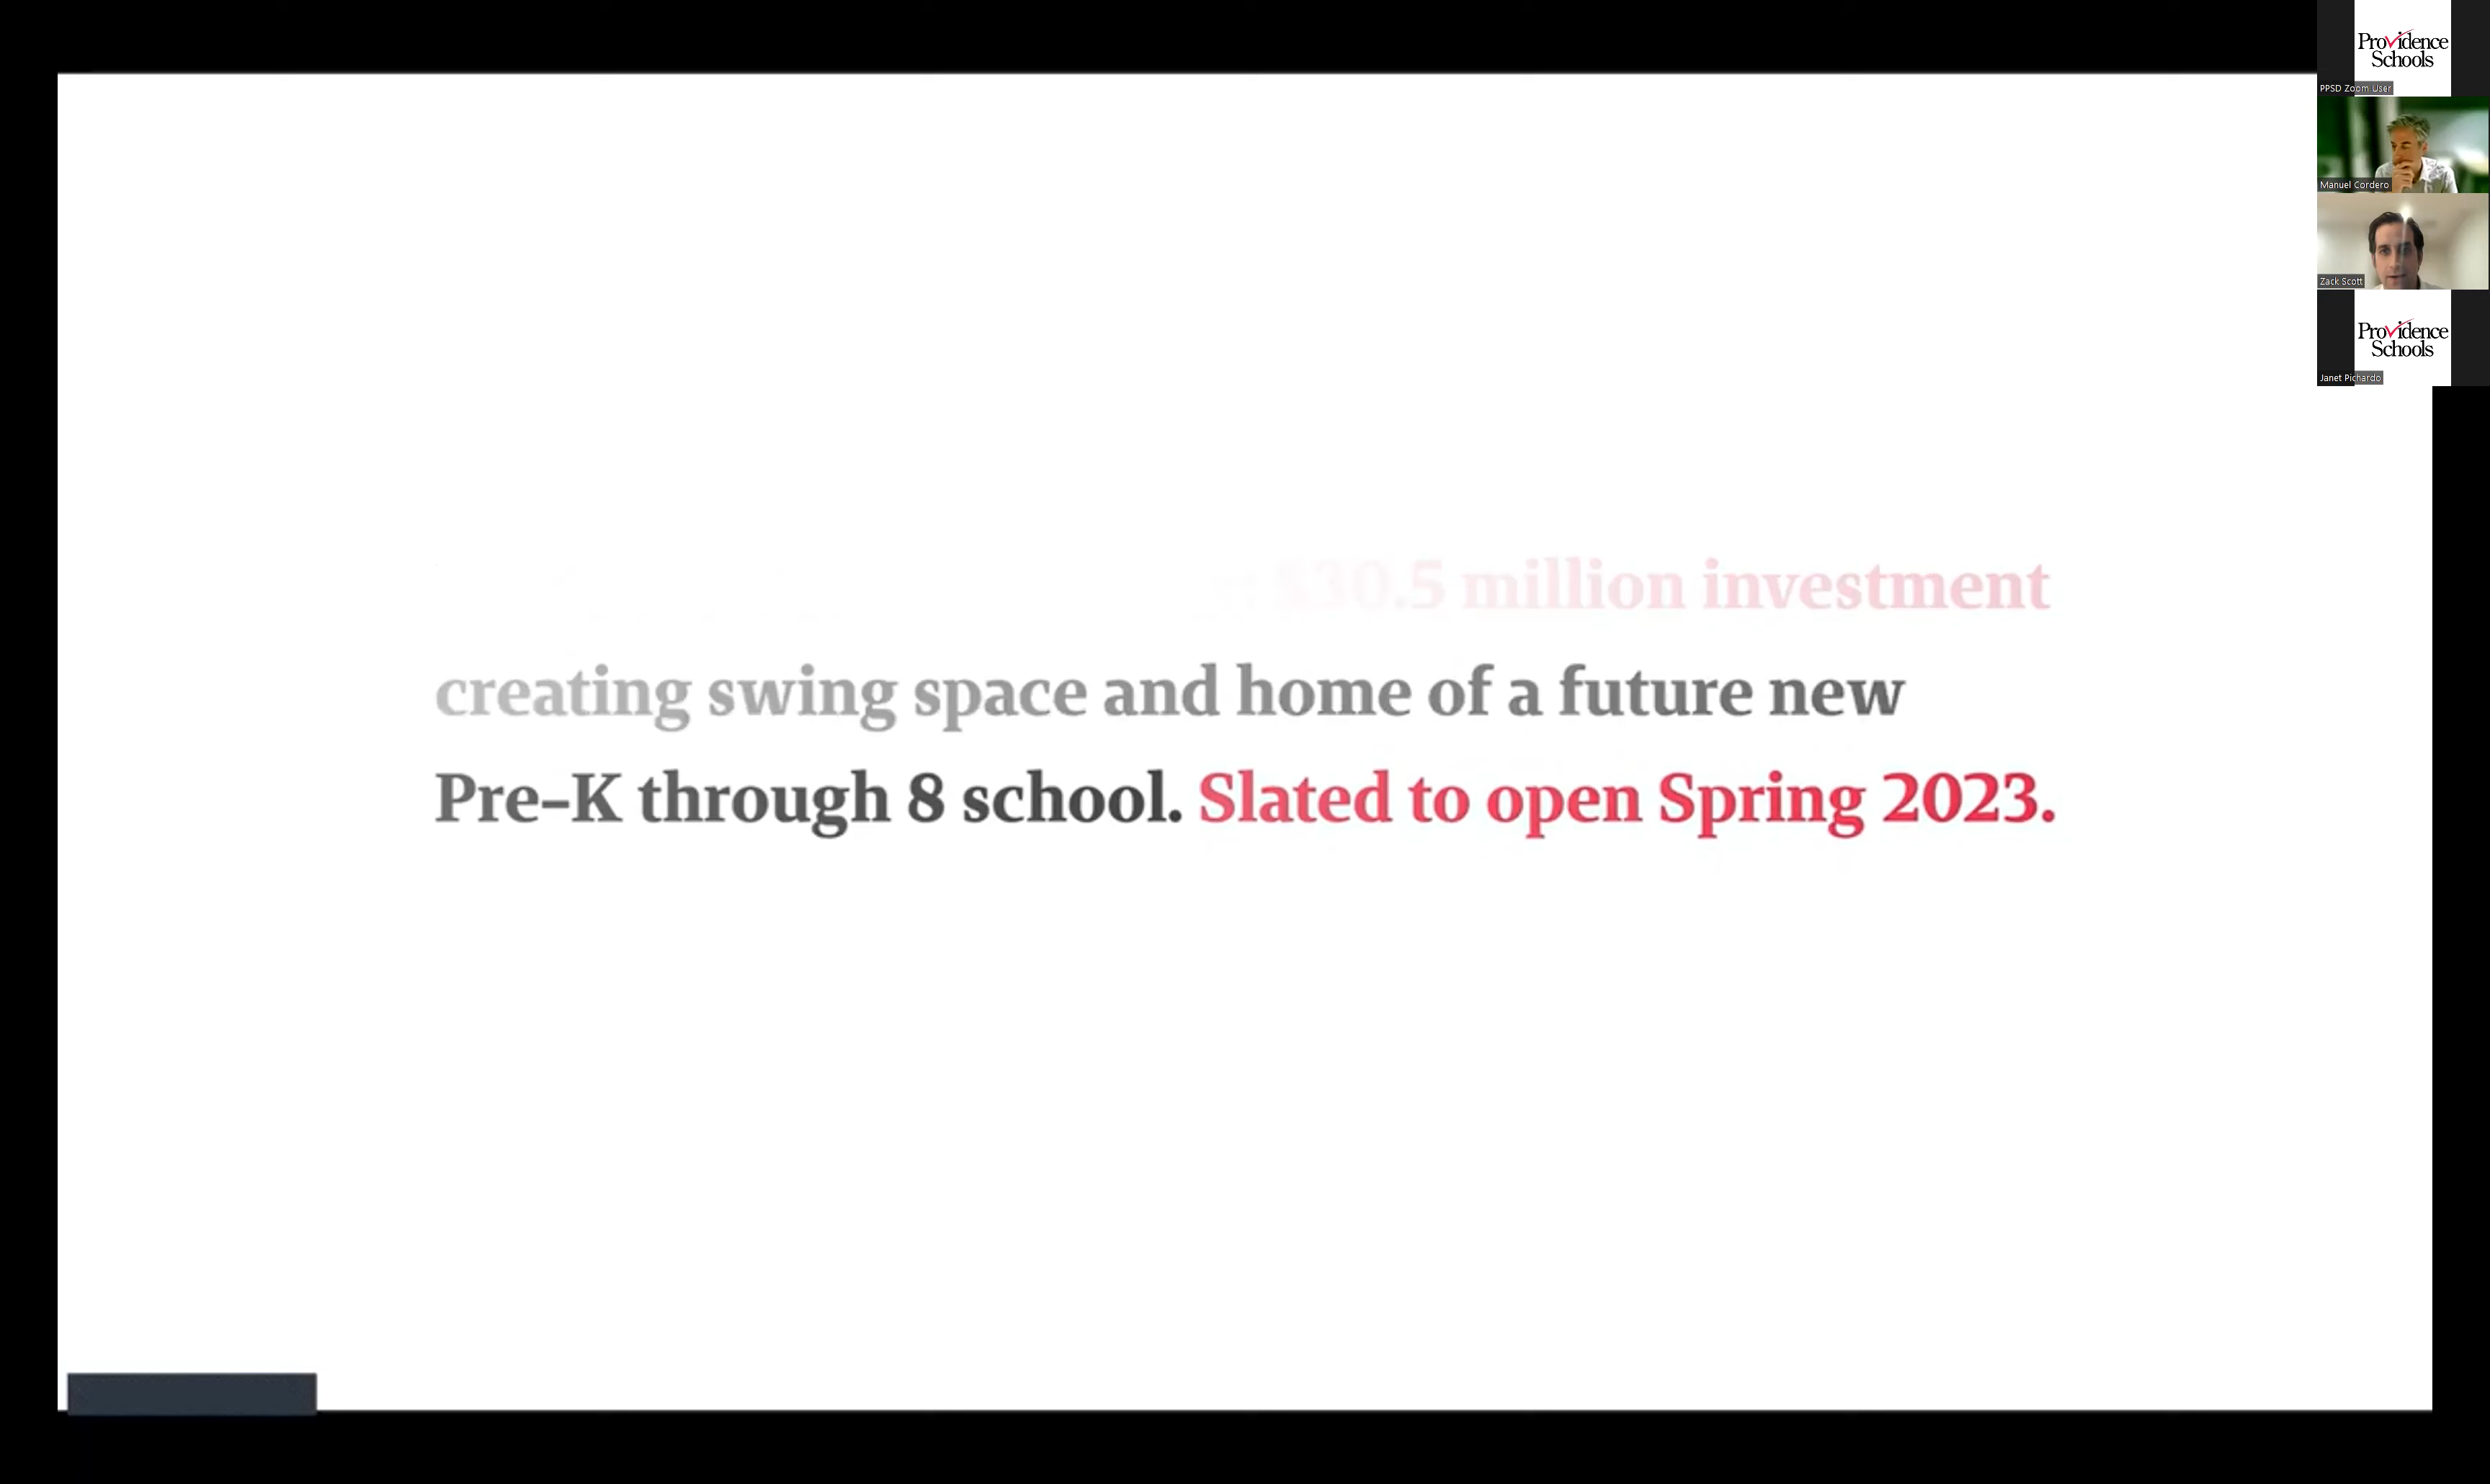 Providence
Schools
PPSD Zoom User
Manuel Cordero
Zack Scott
Providence
Schools
Janet Pichardo
$30.5 million investment
creating swing space and home of a future new
Pre-K through 8 school. Slated to open Spring 2023.